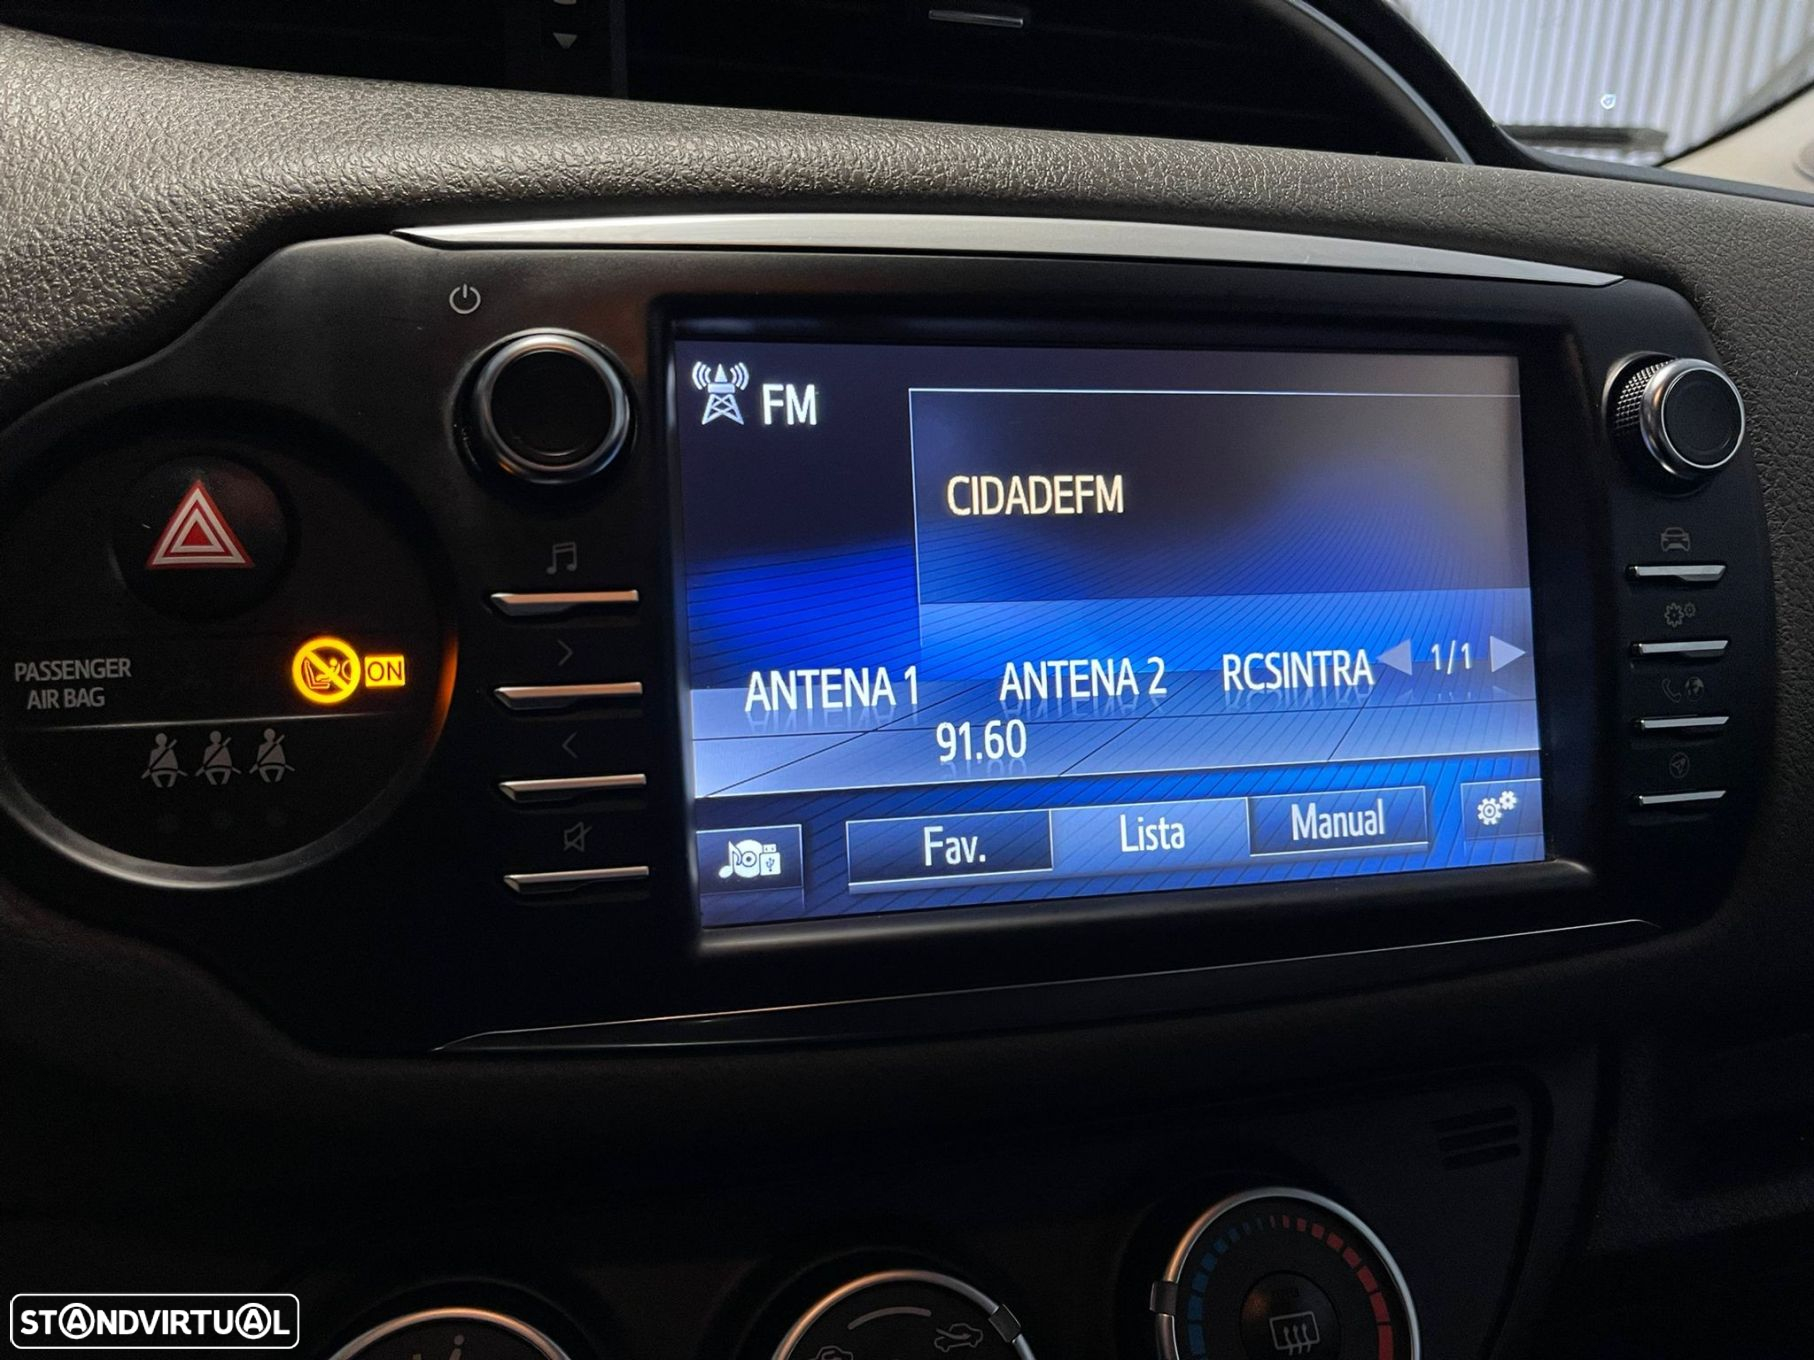 FM
CIDADEFM
ANTENA 1 ANTENA 2 RCSINTRA 1/1
91.60
Fav. Lista Manual
PASSENGER
AIR BAG
ON
STANDVIRTUAL